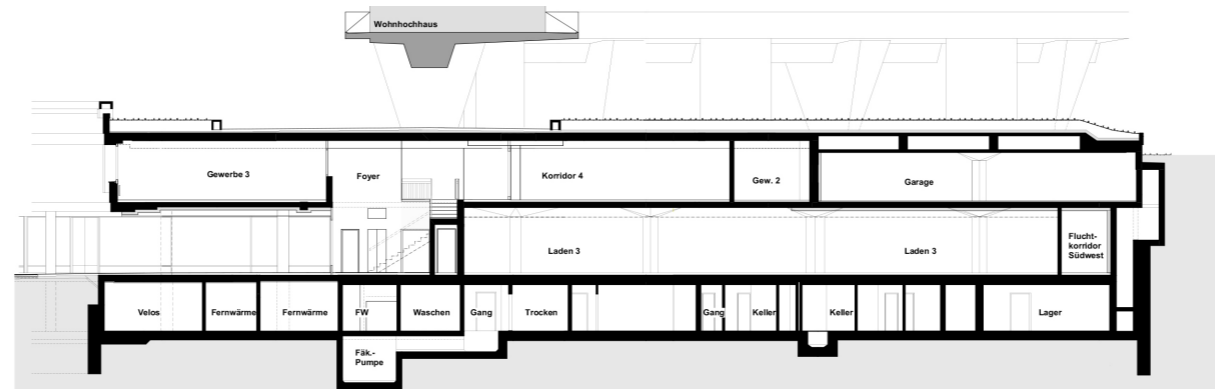 Wohnhochhaus
Gewerbe 3
Foyer
Korridor 4
Gew. 2
Garage
Laden 3
Laden 3
Flucht-
korridor
Südwest
Velos
Fernwärme
Fernwärme
FW
Waschen
Gang
Trocken
Gang
Keller
Keller
Lager
Fäk.-
Pumpe